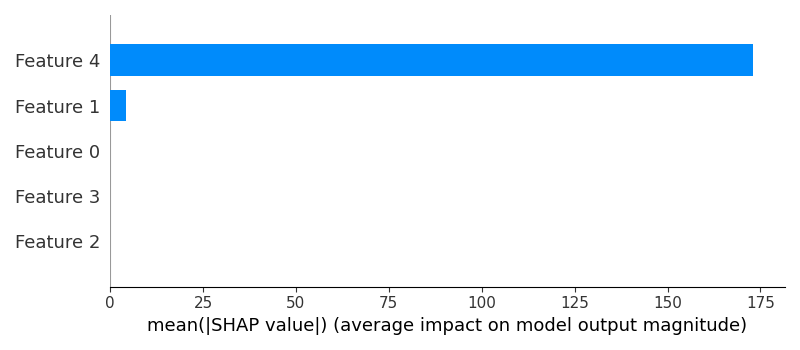 Feature 4
Feature 1
Feature 0
Feature 3
Feature 2
0 25 50 75 100 125 150 175
mean(|SHAP value|) (average impact on model output magnitude)